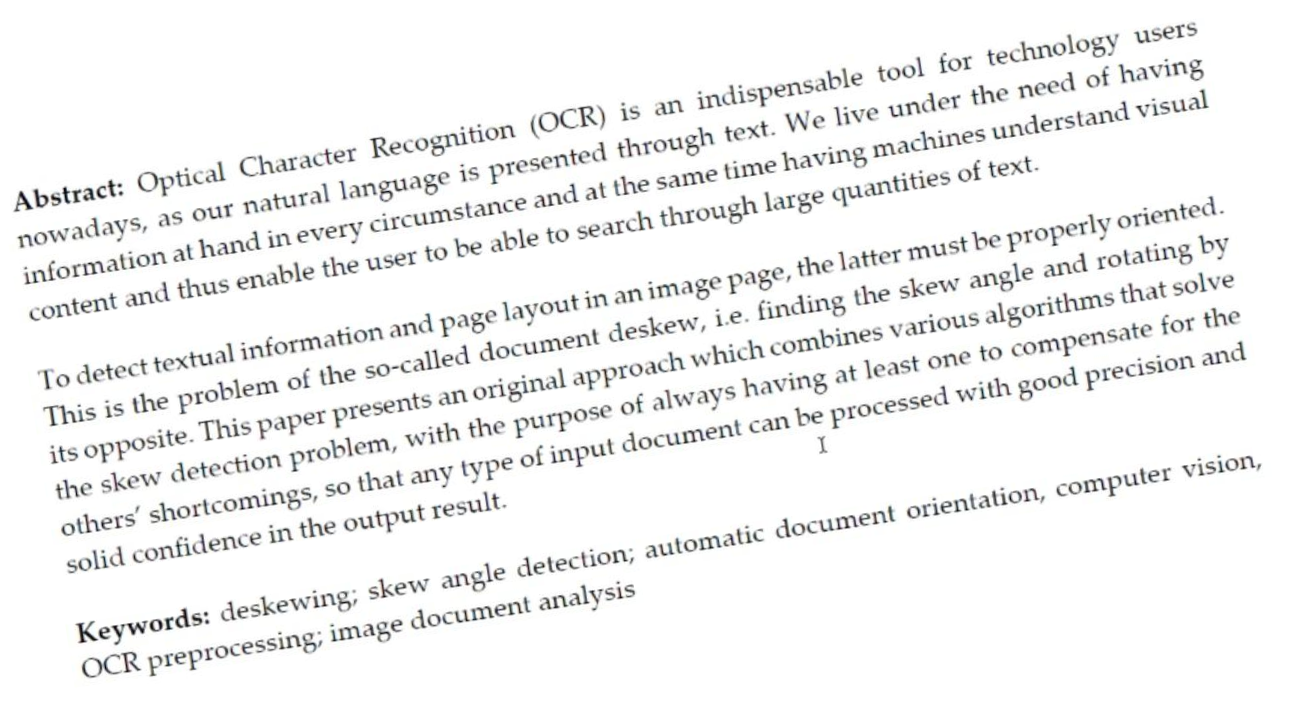 Abstract: Optical Character Recognition (OCR) is an indispensable tool for technology users
nowadays, as our natural language is presented through text. We live under the need of having
information at hand in every circumstance and at the same time having machines understand visual
content and thus enable the user to be able to search through large quantities of text.
To detect textual information and page layout in an image page, the latter must be properly oriented.
This is the problem of the so-called document deskew, i.e. finding the skew angle and rotating by
its opposite. This paper presents an original approach which combines various algorithms that solve
the skew detection problem, with the purpose of always having at least one to compensate for the
others' shortcomings, so that any type of input document can be processed with good precision and
solid confidence in the output result.
Keywords: deskewing; skew angle detection; automatic document orientation, computer vision,
OCR preprocessing; image document analysis